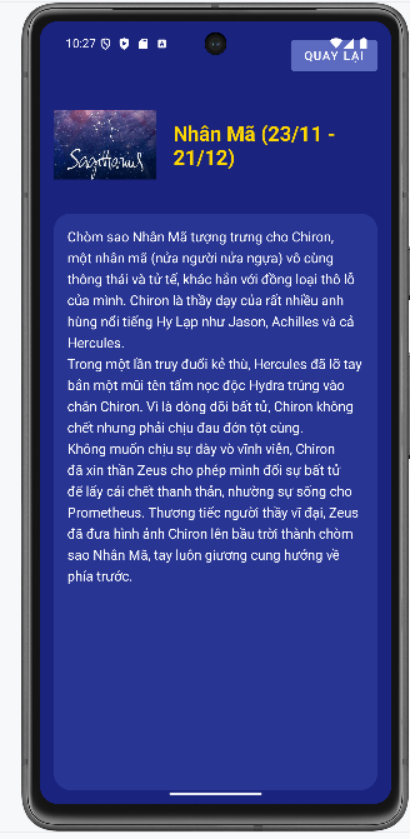 10:27
QUAY LẠI
Sagittarius
Nhân Mã (23/11 -
21/12)
Chòm sao Nhân Mã tượng trưng cho Chiron,
một nhân mã (nửa người nửa ngựa) vô cùng
thông thái và tử tế, khác hẳn với đồng loại thô lỗ
của mình. Chiron là thầy dạy của rất nhiều anh
hùng nổi tiếng Hy Lạp như Jason, Achilles và cả
Hercules.
Trong một lần truy đuổi kẻ thù, Hercules đã lỡ tay
bắn một mũi tên tẩm nọc độc Hydra trúng vào
chân Chiron. Vì là dòng dõi bất tử, Chiron không
chết nhưng phải chịu đau đớn tột cùng.
Không muốn chịu sự dày vò vĩnh viễn, Chiron
đã xin thần Zeus cho phép mình đổi sự bất tử
để lấy cái chết thanh thản, nhường sự sống cho
Prometheus. Thương tiếc người thầy vĩ đại, Zeus
đã đưa hình ảnh Chiron lên bầu trời thành chòm
sao Nhân Mã, tay luôn giương cung hướng về
phía trước.